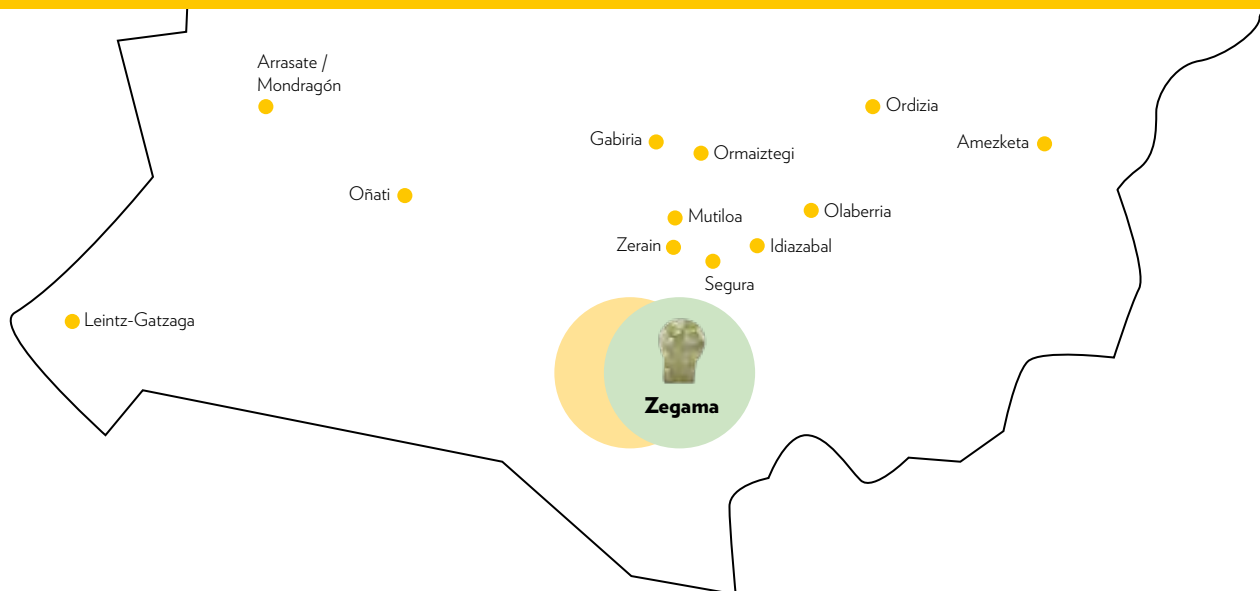 Arrasate /
Mondragón
Ordizia
Gabiria
Ormaiztegi
Amezketa
Oñati
Mutiloa
Olaberria
Zerain
Idiazabal
Segura
Leintz-Gatzaga
Zegama